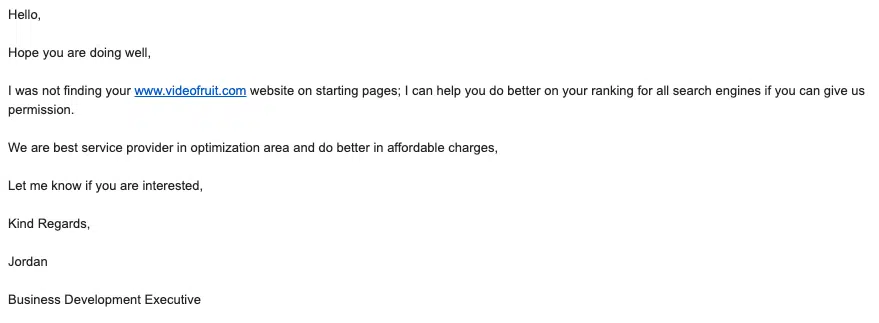 Hello,
Hope you are doing well,
I was not finding your www.videofruit.com website on starting pages; I can help you do better on your ranking for all search engines if you can give us
permission.
We are best service provider in optimization area and do better in affordable charges,
Let me know if you are interested,
Kind Regards,
Jordan
Business Development Executive